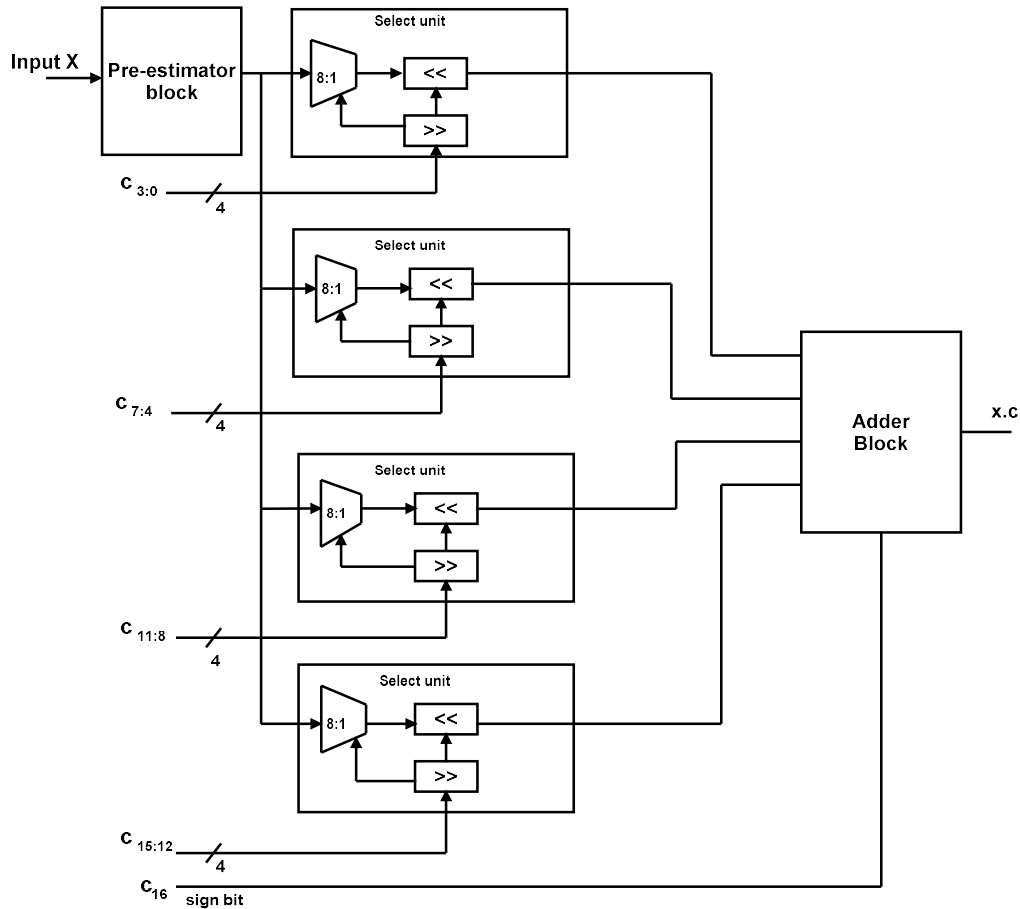 Select unit
Input X
Pre-estimator
block
8:1
<<
>>
c 3:0
4
Select unit
8:1
<<
>>
c 7:4
4
Adder
Block
x.c
Select unit
8:1
<<
>>
c 11:8
4
Select unit
8:1
<<
>>
c 15:12
4
c16
sign bit